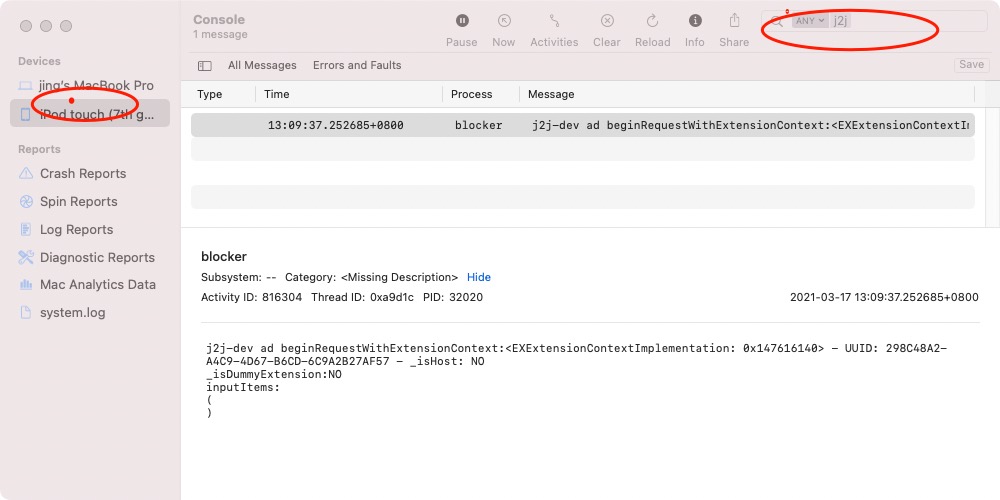 Console
1 message
Pause
Now
Activities
Clear
Reload
Info
Share
ANY
j2j
Devices
jing's MacBook Pro
iPod touch (7th g...
Reports
Crash Reports
Spin Reports
Log Reports
Diagnostic Reports
Mac Analytics Data
system.log
All Messages
Errors and Faults
Save
Type
Time
Process
Message
13:09:37.252685+0800 blocker j2j-dev ad beginRequestWithExtensionContext:<EXExtensionContextI
blocker
Subsystem: -- Category: <Missing Description> Hide
Activity ID: 816304 Thread ID: 0xa9d1c PID: 32020
2021-03-17 13:09:37.252685+0800
j2j-dev ad beginRequestWithExtensionContext:<EXExtensionContextImplementation: 0x147616140> - UUID: 298C48A2-
A4C9-4D67-B6CD-6C9A2B27AF57 - _isHost: NO
_isDummyExtension:NO
inputItems:
(
)